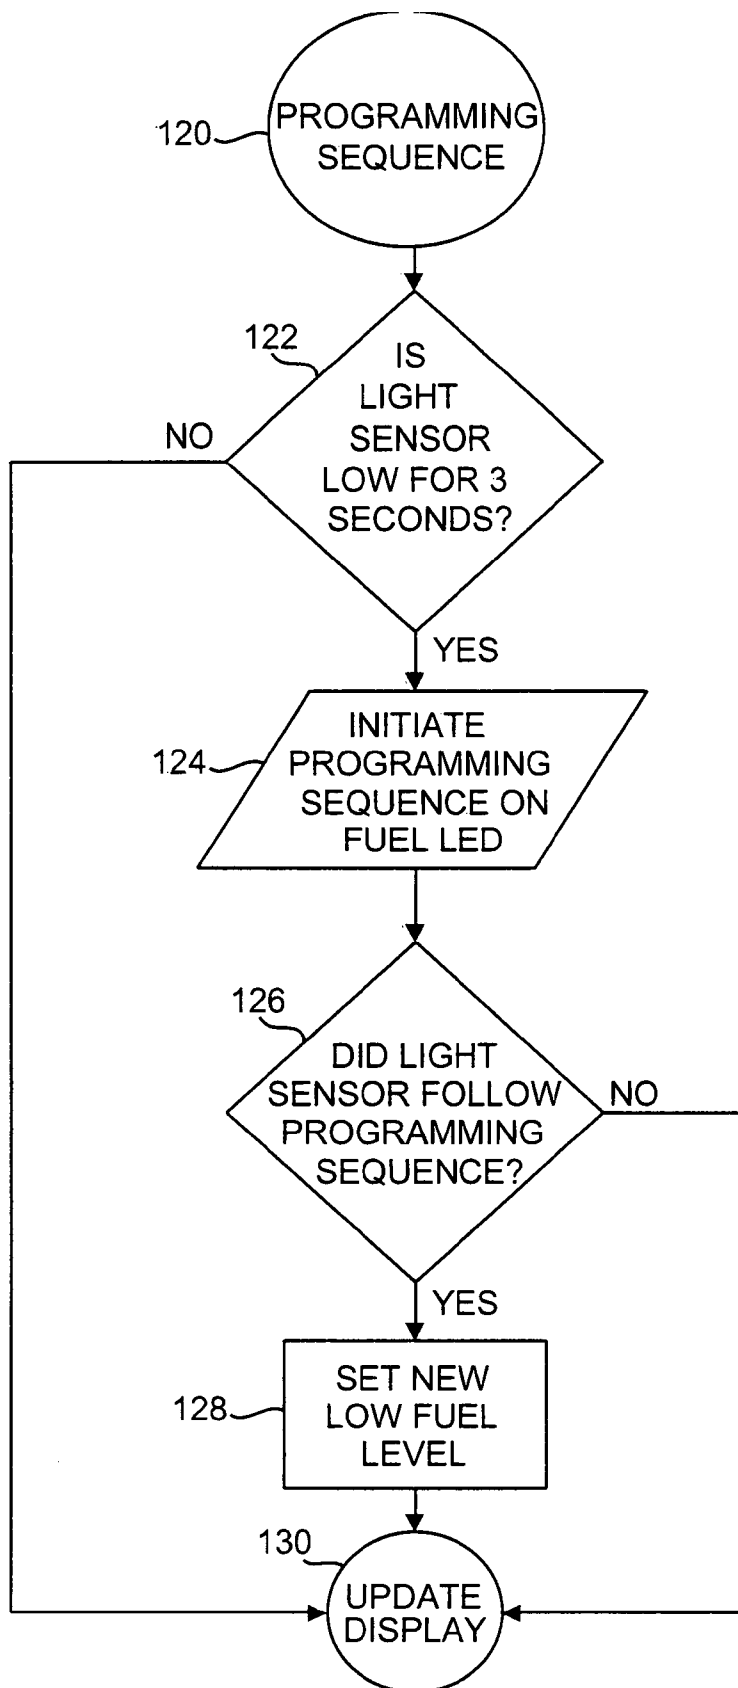 120
PROGRAMMING
SEQUENCE
122
IS
LIGHT
SENSOR
LOW FOR 3
SECONDS?
NO
YES
124
INITIATE
PROGRAMMING
SEQUENCE ON
FUEL LED
126
DID LIGHT
SENSOR FOLLOW
PROGRAMMING
SEQUENCE?
NO
YES
128
SET NEW
LOW FUEL
LEVEL
130
UPDATE
DISPLAY